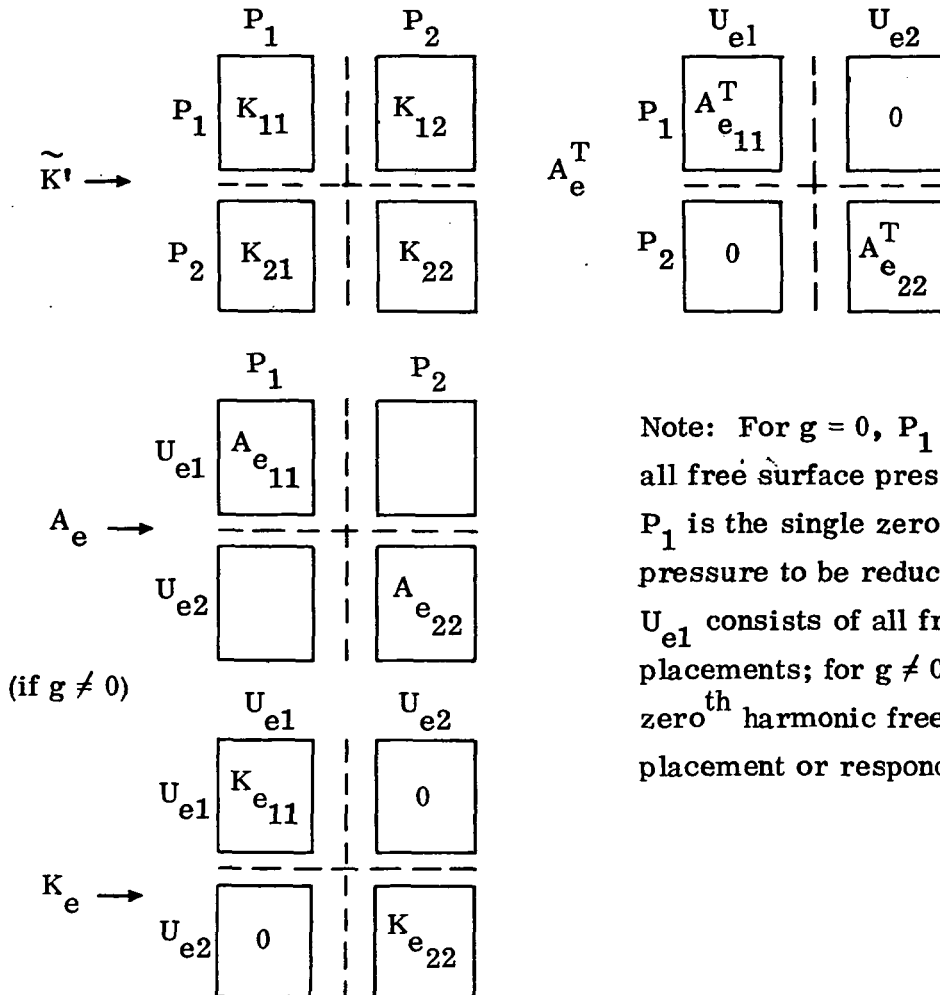 P1 P2
P1 K11 K12
K̃' →
P2 K21 K22
Ue1 Ue2
P1 A^T e11 0
A^T e
P2 0 A^T e22
P1 P2
Ue1 Ae11
Ae →
Ue2 Ae22
(if g ≠ 0)
Ue1 Ue2
Ue1 Ke11 0
Ke →
Ue2 0 Ke22
Note: For g = 0, P1
all free surface pres
P1 is the single zero
pressure to be reduc
Ue1 consists of all fr
placements; for g ≠ 0
zero^th harmonic free
placement or respond